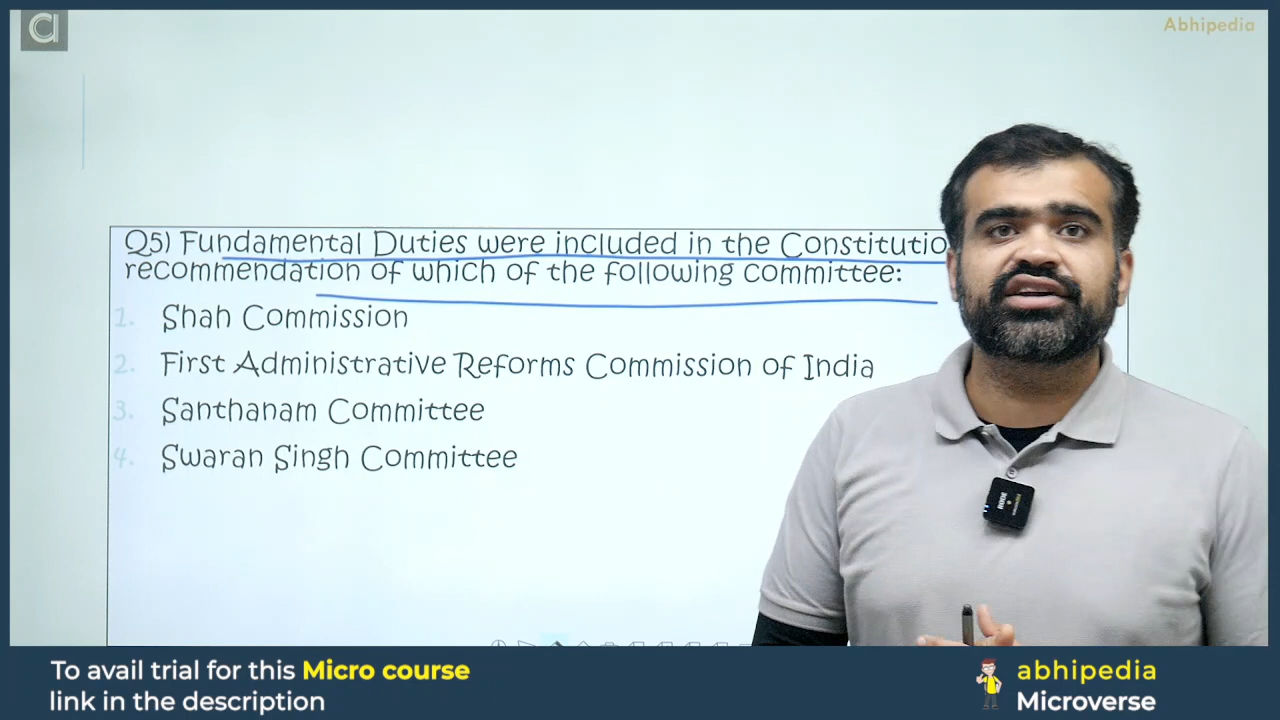 Abhipedia
Q5) Fundamental Duties were included in the Constitutio
recommendation of which of the following committee:
1. Shah Commission
2. First Administrative Reforms Commission of India
3. Santhanam Committee
4. Swaran Singh Committee
To avail trial for this Micro course
link in the description
abhipedia
Microverse